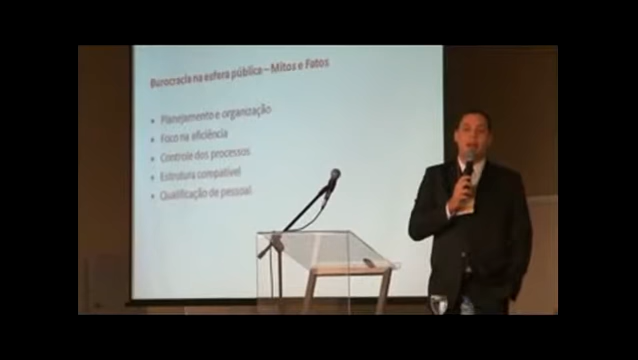 Burocracia na esfera pública – Mitos e Fatos
• Planejamento e organização
• Foco na eficiência
• Controle dos processos
• Estrutura compatível
• Qualificação de pessoal